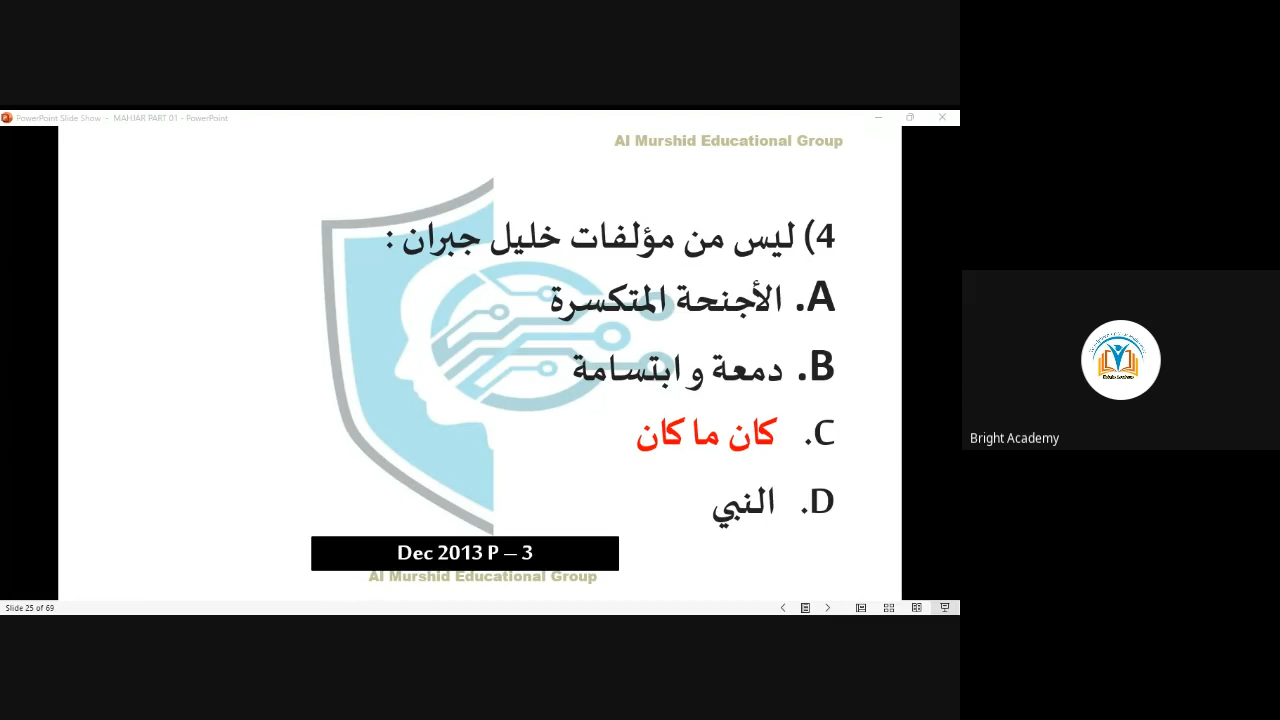 PowerPoint Slide Show - MAHJAR PART 01 - PowerPoint
Al Murshid Educational Group
4) ليس من مؤلفات خليل جبران :
A. الأجنحة المتكسرة
B. دمعة و ابتسامة
C. كان ما كان
D. النبي
Dec 2013 P – 3
Al Murshid Educational Group
Slide 25 of 69
Bright Academy